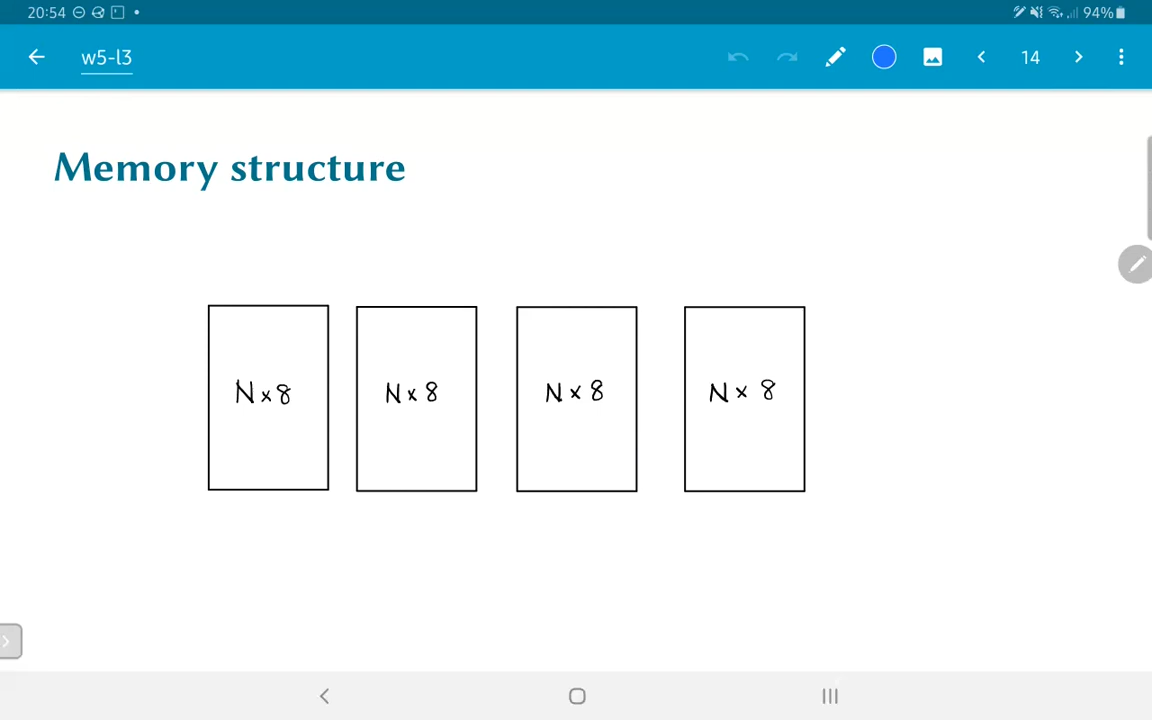 20:54 94%
w5-l3 14
Memory structure
N x 8 N x 8 N x 8 N x 8